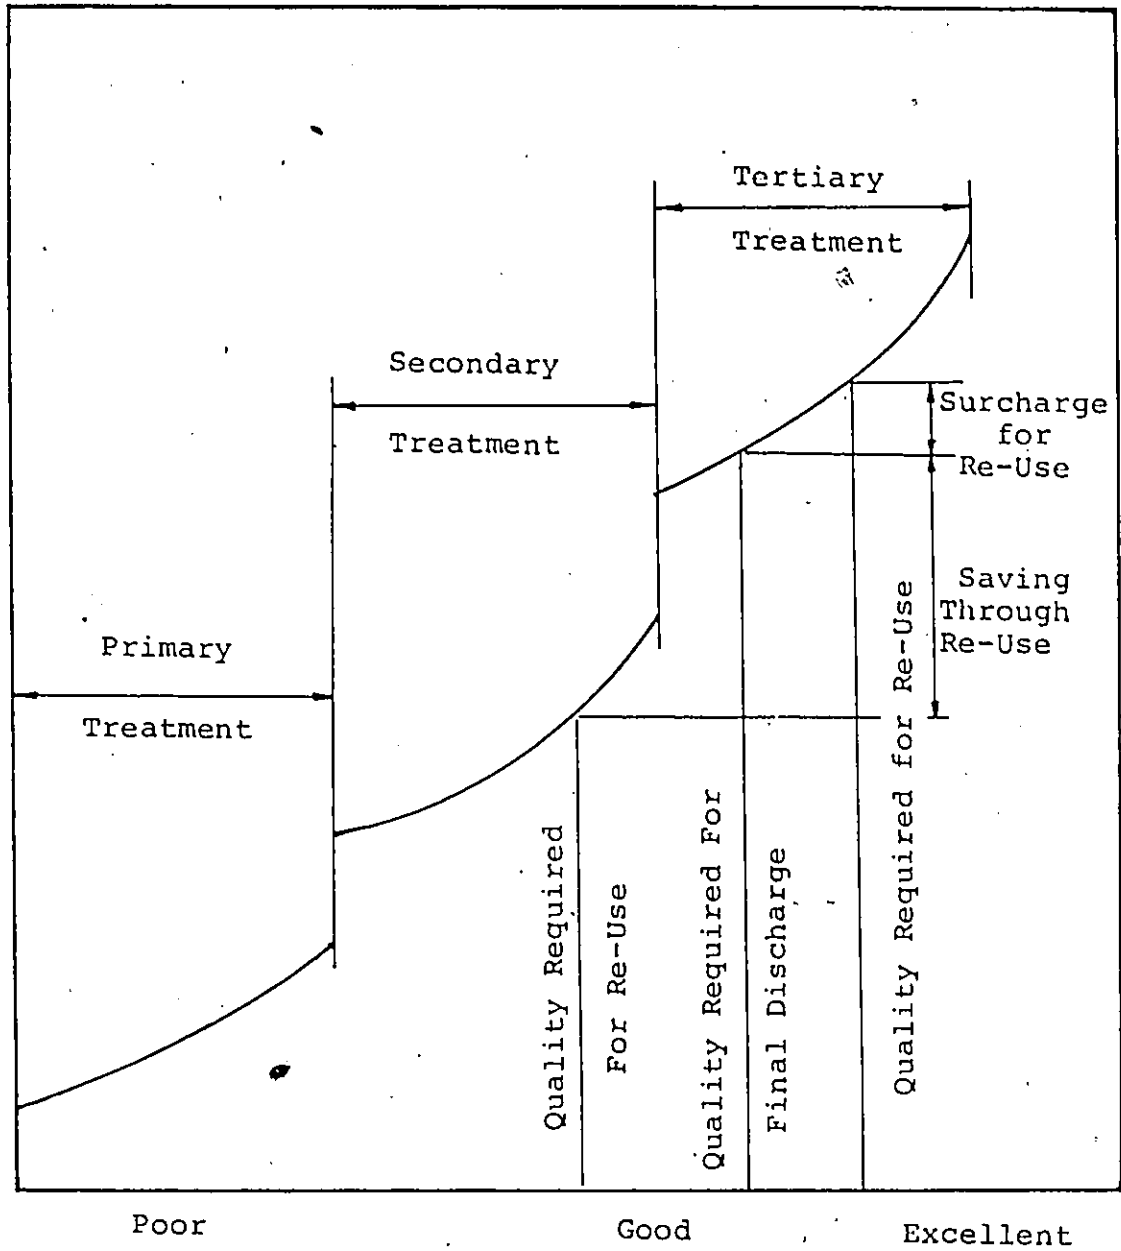 Tertiary
Treatment
Secondary
Treatment
Surcharge
for
Re-Use
Saving
Through
Re-Use
Primary
Treatment
Quality Required
For Re-Use
Quality Required For
Final Discharge
Quality Required for Re-Use
Poor
Good
Excellent